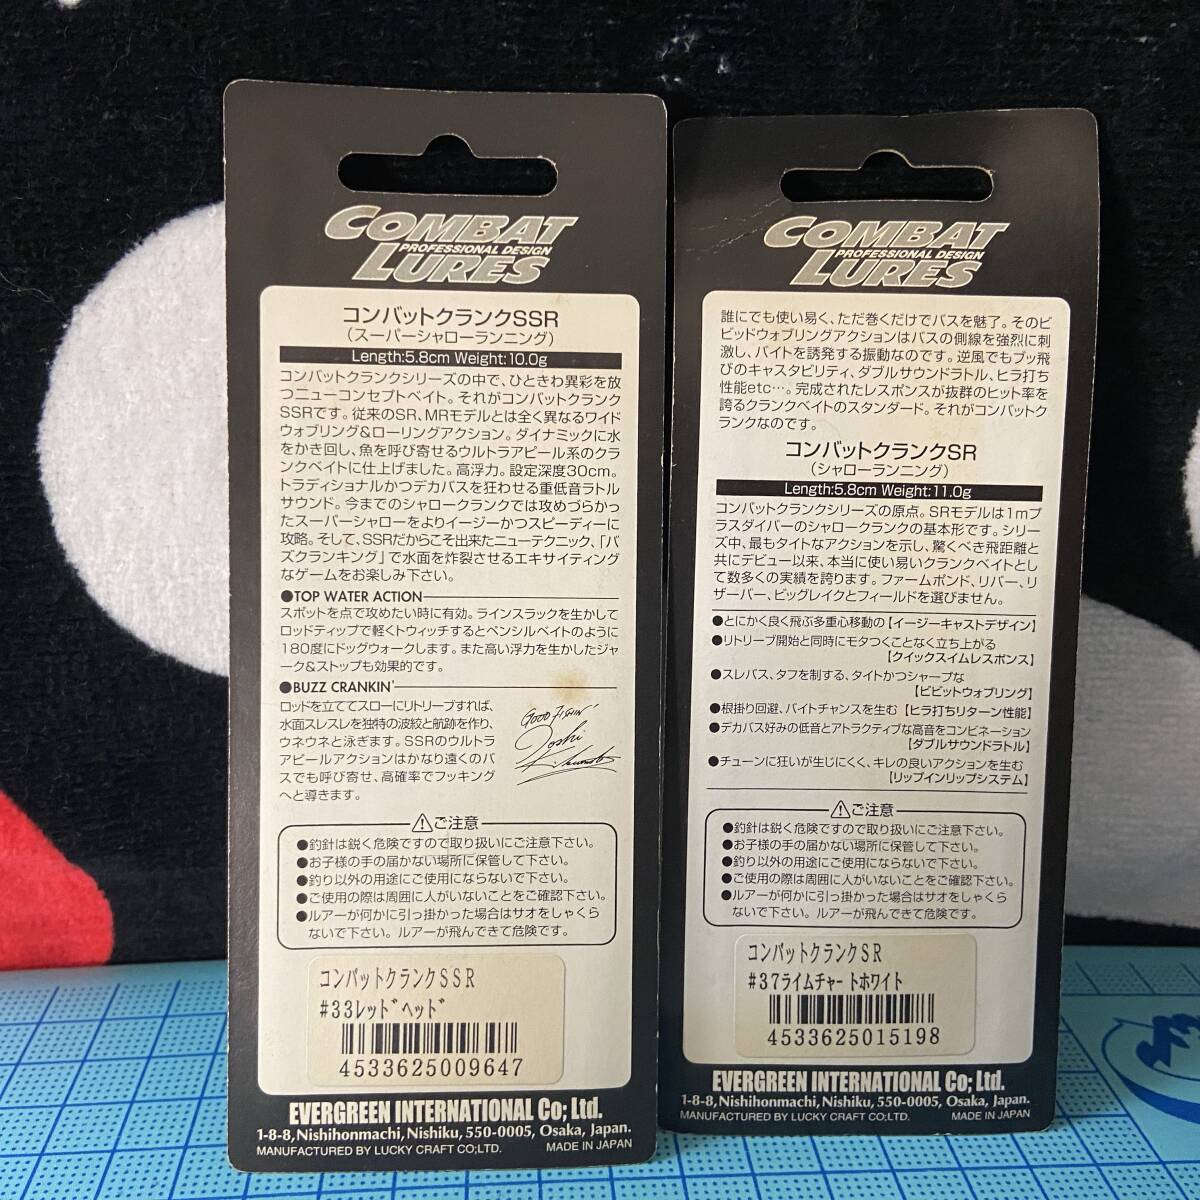 COMBAT
PROFESSIONAL DESIGN
LURES
コンバットクランクSSR
（スーパーシャローランニング）
Length:5.8cm Weight:10.0g
コンバットクランクシリーズの中で、ひときわ異彩を放
つニューコンセプトベイト。それがコンバットクランク
SSRです。従来のSR、MRモデルとは全く異なるワイド
ウォブリング&ローリングアクション。ダイナミックに水
をかき回し、魚を呼び寄せるウルトラアピール系のクラ
ンクベイトに仕上げました。高浮力。設定深度30cm。
トラディショナルかつデカバスを狂わせる重低音ラトル
サウンド。今までのシャロークランクでは攻めづらかっ
たスーパーシャローをよりイージーかつスピーディーに
攻略。そして、SSRだからこそ出来たニューテクニック、「バ
ズクランキング」で水面を炸裂させるエキサイティング
なゲームをお楽しみ下さい。
●TOP WATER ACTION
スポットを点で攻めたい時に有効。ラインスラックを生かして
ロッドティップで軽くトウィッチするとペンシルベイトのように
180度にドッグウォークします。また高い浮力を生かしたジャ
ーク&ストップも効果的です。
●BUZZ CRANKIN'
ロッドを立ててスローにリトリーブすれば、
水面スレスレを独特の波紋と航跡を作り、
ウネウネと泳ぎます。SSRのウルトラ
アピールアクションはかなり遠くのバ
スでも呼び寄せ、高確率でフッキング
へと導きます。
GOOD FISHIN'
⚠ご注意
●釣針は鋭く危険ですので取り扱いにご注意下さい。
●お子様の手の届かない場所に保管して下さい。
●釣り以外の用途にご使用にならないで下さい。
●ご使用の際は周囲に人がいないことをご確認下さい。
●ルアーが何かに引っ掛かった場合はサオをしゃくら
ないで下さい。ルアーが飛んできて危険です。
コンバットクランクSSR
#33レッドヘッド
4533625009647
EVERGREEN INTERNATIONAL Co; Ltd.
1-8-8, Nishihonmachi, Nishiku, 550-0005, Osaka, Japan.
MANUFACTURED BY LUCKY CRAFT CO;LTD. MADE IN JAPAN
COMBAT
PROFESSIONAL DESIGN
LURES
誰にでも使い易く、ただ巻くだけでバスを魅了。そのビ
ビッドウォブリングアクションはバスの側線を強烈に刺
激し、バイトを誘発する振動なのです。逆風でもブッ飛
びのキャスタビリティ、ダブルサウンドラトル、ヒラ打ち
性能etc…。完成されたレスポンスが抜群のヒット率を
誇るクランクベイトのスタンダード。それがコンバットク
ランクなのです。
コンバットクランクSR
（シャローランニング）
Length:5.8cm Weight:11.0g
コンバットクランクシリーズの原点。SRモデルは1mプ
ラスダイバーのシャロークランクの基本形です。シリー
ズ中、最もタイトなアクションを示し、驚くべき飛距離と
共にデビュー以来、本当に使い易いクランクベイトとし
て数多くの実績を誇ります。ファームポンド、リバー、リ
ザーバー、ビッグレイクとフィールドを選びません。
●とにかく良く飛ぶ多重心移動の【イージーキャストデザイン】
●リトリーブ開始と同時にモタつくことなく立ち上がる
【クイックスイムレスポンス】
●スレバス、タフを制する、タイトかつシャープな
【ビビットウォブリング】
●根掛り回避、バイトチャンスを生む【ヒラ打ちリターン性能】
●デカバス好みの低音とアトラクティブな高音をコンビネーション
【ダブルサウンドラトル】
●チューンに狂いが生じにくく、キレの良いアクションを生む
【リップインリップシステム】
⚠ご注意
●釣針は鋭く危険ですので取り扱いにご注意下さい。
●お子様の手の届かない場所に保管して下さい。
●釣り以外の用途にご使用にならないで下さい。
●ご使用の際は周囲に人がいないことをご確認下さい。
●ルアーが何かに引っ掛かった場合はサオをしゃくら
ないで下さい。ルアーが飛んできて危険です。
コンバットクランクSR
#37ライムチャートホワイト
4533625015198
EVERGREEN INTERNATIONAL Co; Ltd.
1-8-8, Nishihonmachi, Nishiku, 550-0005, Osaka, Japan.
MANUFACTURED BY LUCKY CRAFT CO;LTD. MADE IN JAPAN